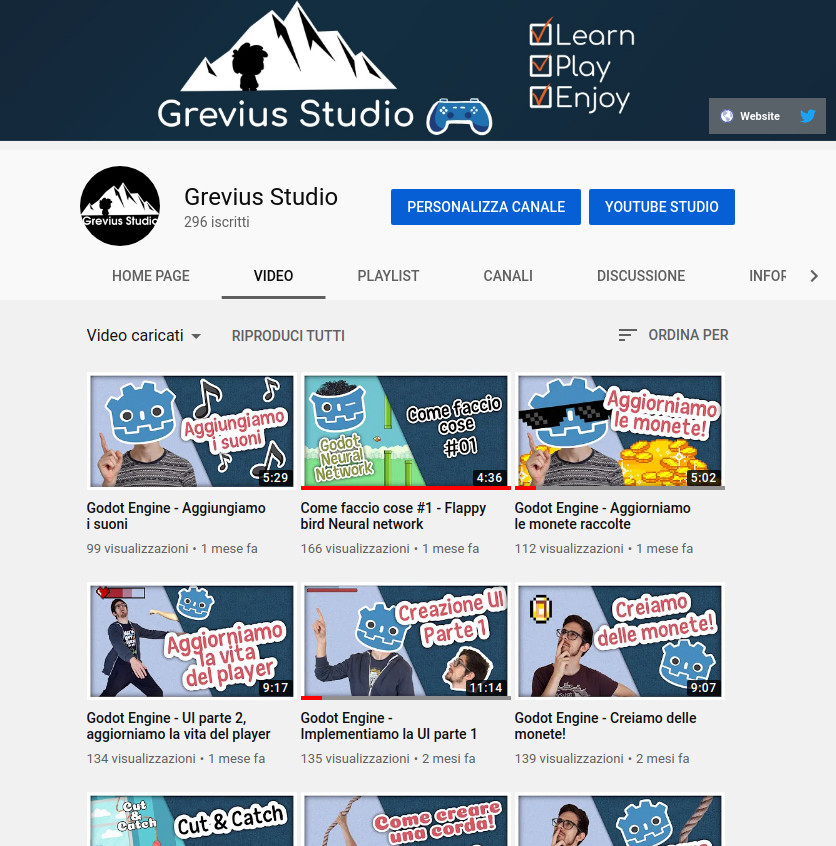 Learn
Play
Enjoy
Grevius Studio
Website
Grevius Studio
Grevius Studio
296 iscritti
PERSONALIZZA CANALE
YOUTUBE STUDIO
HOME PAGE
VIDEO
PLAYLIST
CANALI
DISCUSSIONE
INFOR
Video caricati
RIPRODUCI TUTTI
ORDINA PER
Aggiungiamo
i suoni
5:29
Godot Engine - Aggiungiamo
i suoni
99 visualizzazioni • 1 mese fa
Come faccio
cose
#01
Godot
Neural
Network
4:36
Come faccio cose #1 - Flappy
bird Neural network
166 visualizzazioni • 1 mese fa
Aggiorniamo
le monete!
5:02
Godot Engine - Aggiorniamo
le monete raccolte
112 visualizzazioni • 1 mese fa
Aggiorniamo
la vita
del player
9:17
Godot Engine - UI parte 2,
aggiorniamo la vita del player
134 visualizzazioni • 1 mese fa
Creazione UI
Parte 1
11:14
Godot Engine -
Implementiamo la UI parte 1
135 visualizzazioni • 2 mesi fa
Creiamo
delle monete!
9:07
Godot Engine - Creiamo delle
monete!
139 visualizzazioni • 2 mesi fa
Cut
&
Catch
Cut & Catch
Come creare
una corda!